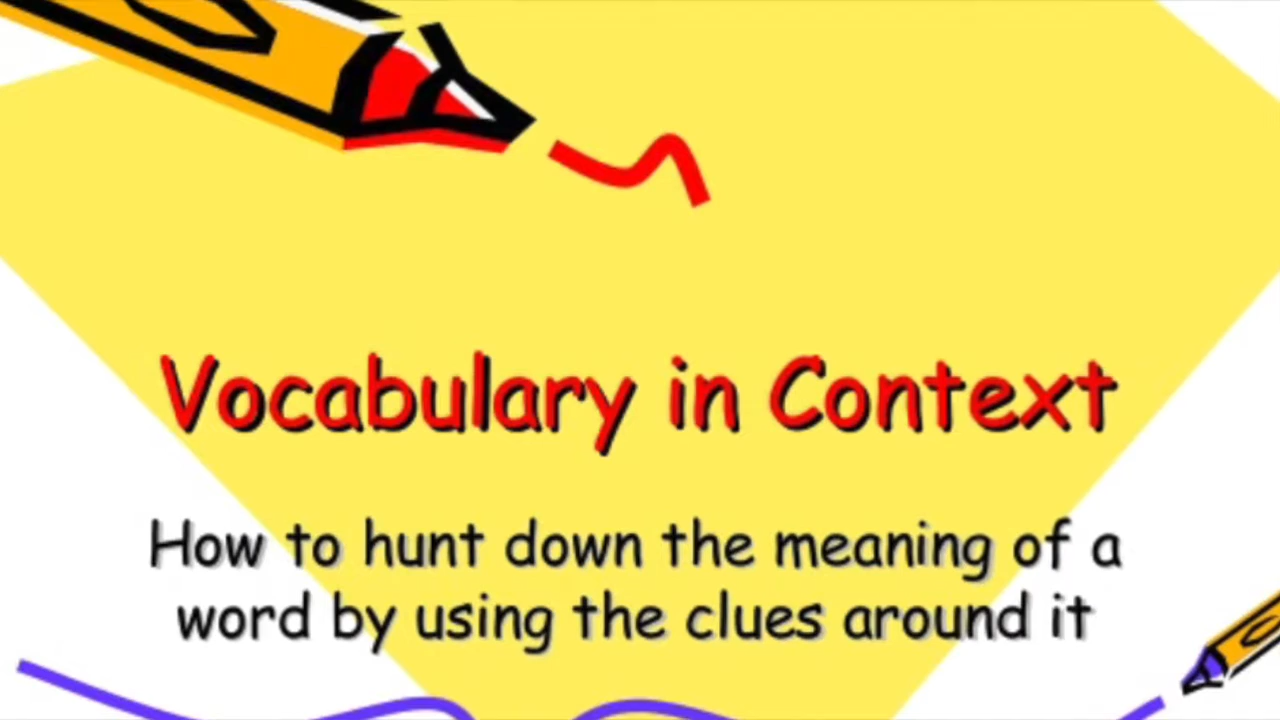 Vocabulary in Context
How to hunt down the meaning of a
word by using the clues around it